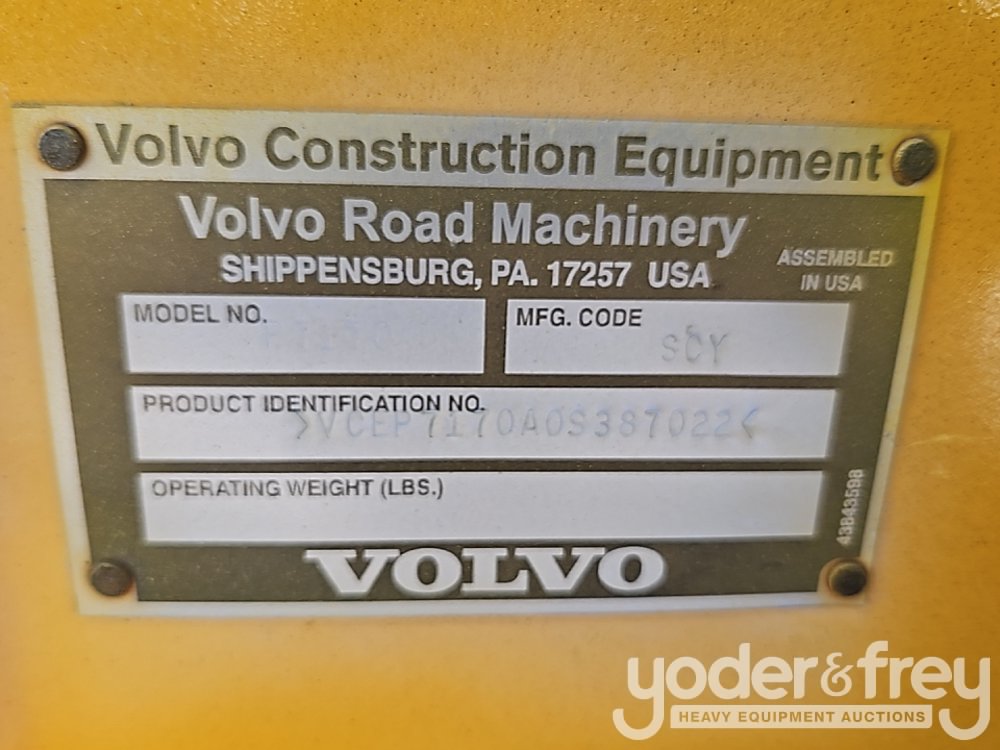 Volvo Construction Equipment
Volvo Road Machinery
SHIPPENSBURG, PA. 17257 USA
ASSEMBLED
IN USA
MODEL NO.
MFG. CODE
SCY
PRODUCT IDENTIFICATION NO.
>VCEP7170A0S387022<
OPERATING WEIGHT (LBS.)
43843598
VOLVO
yoder&frey
HEAVY EQUIPMENT AUCTIONS